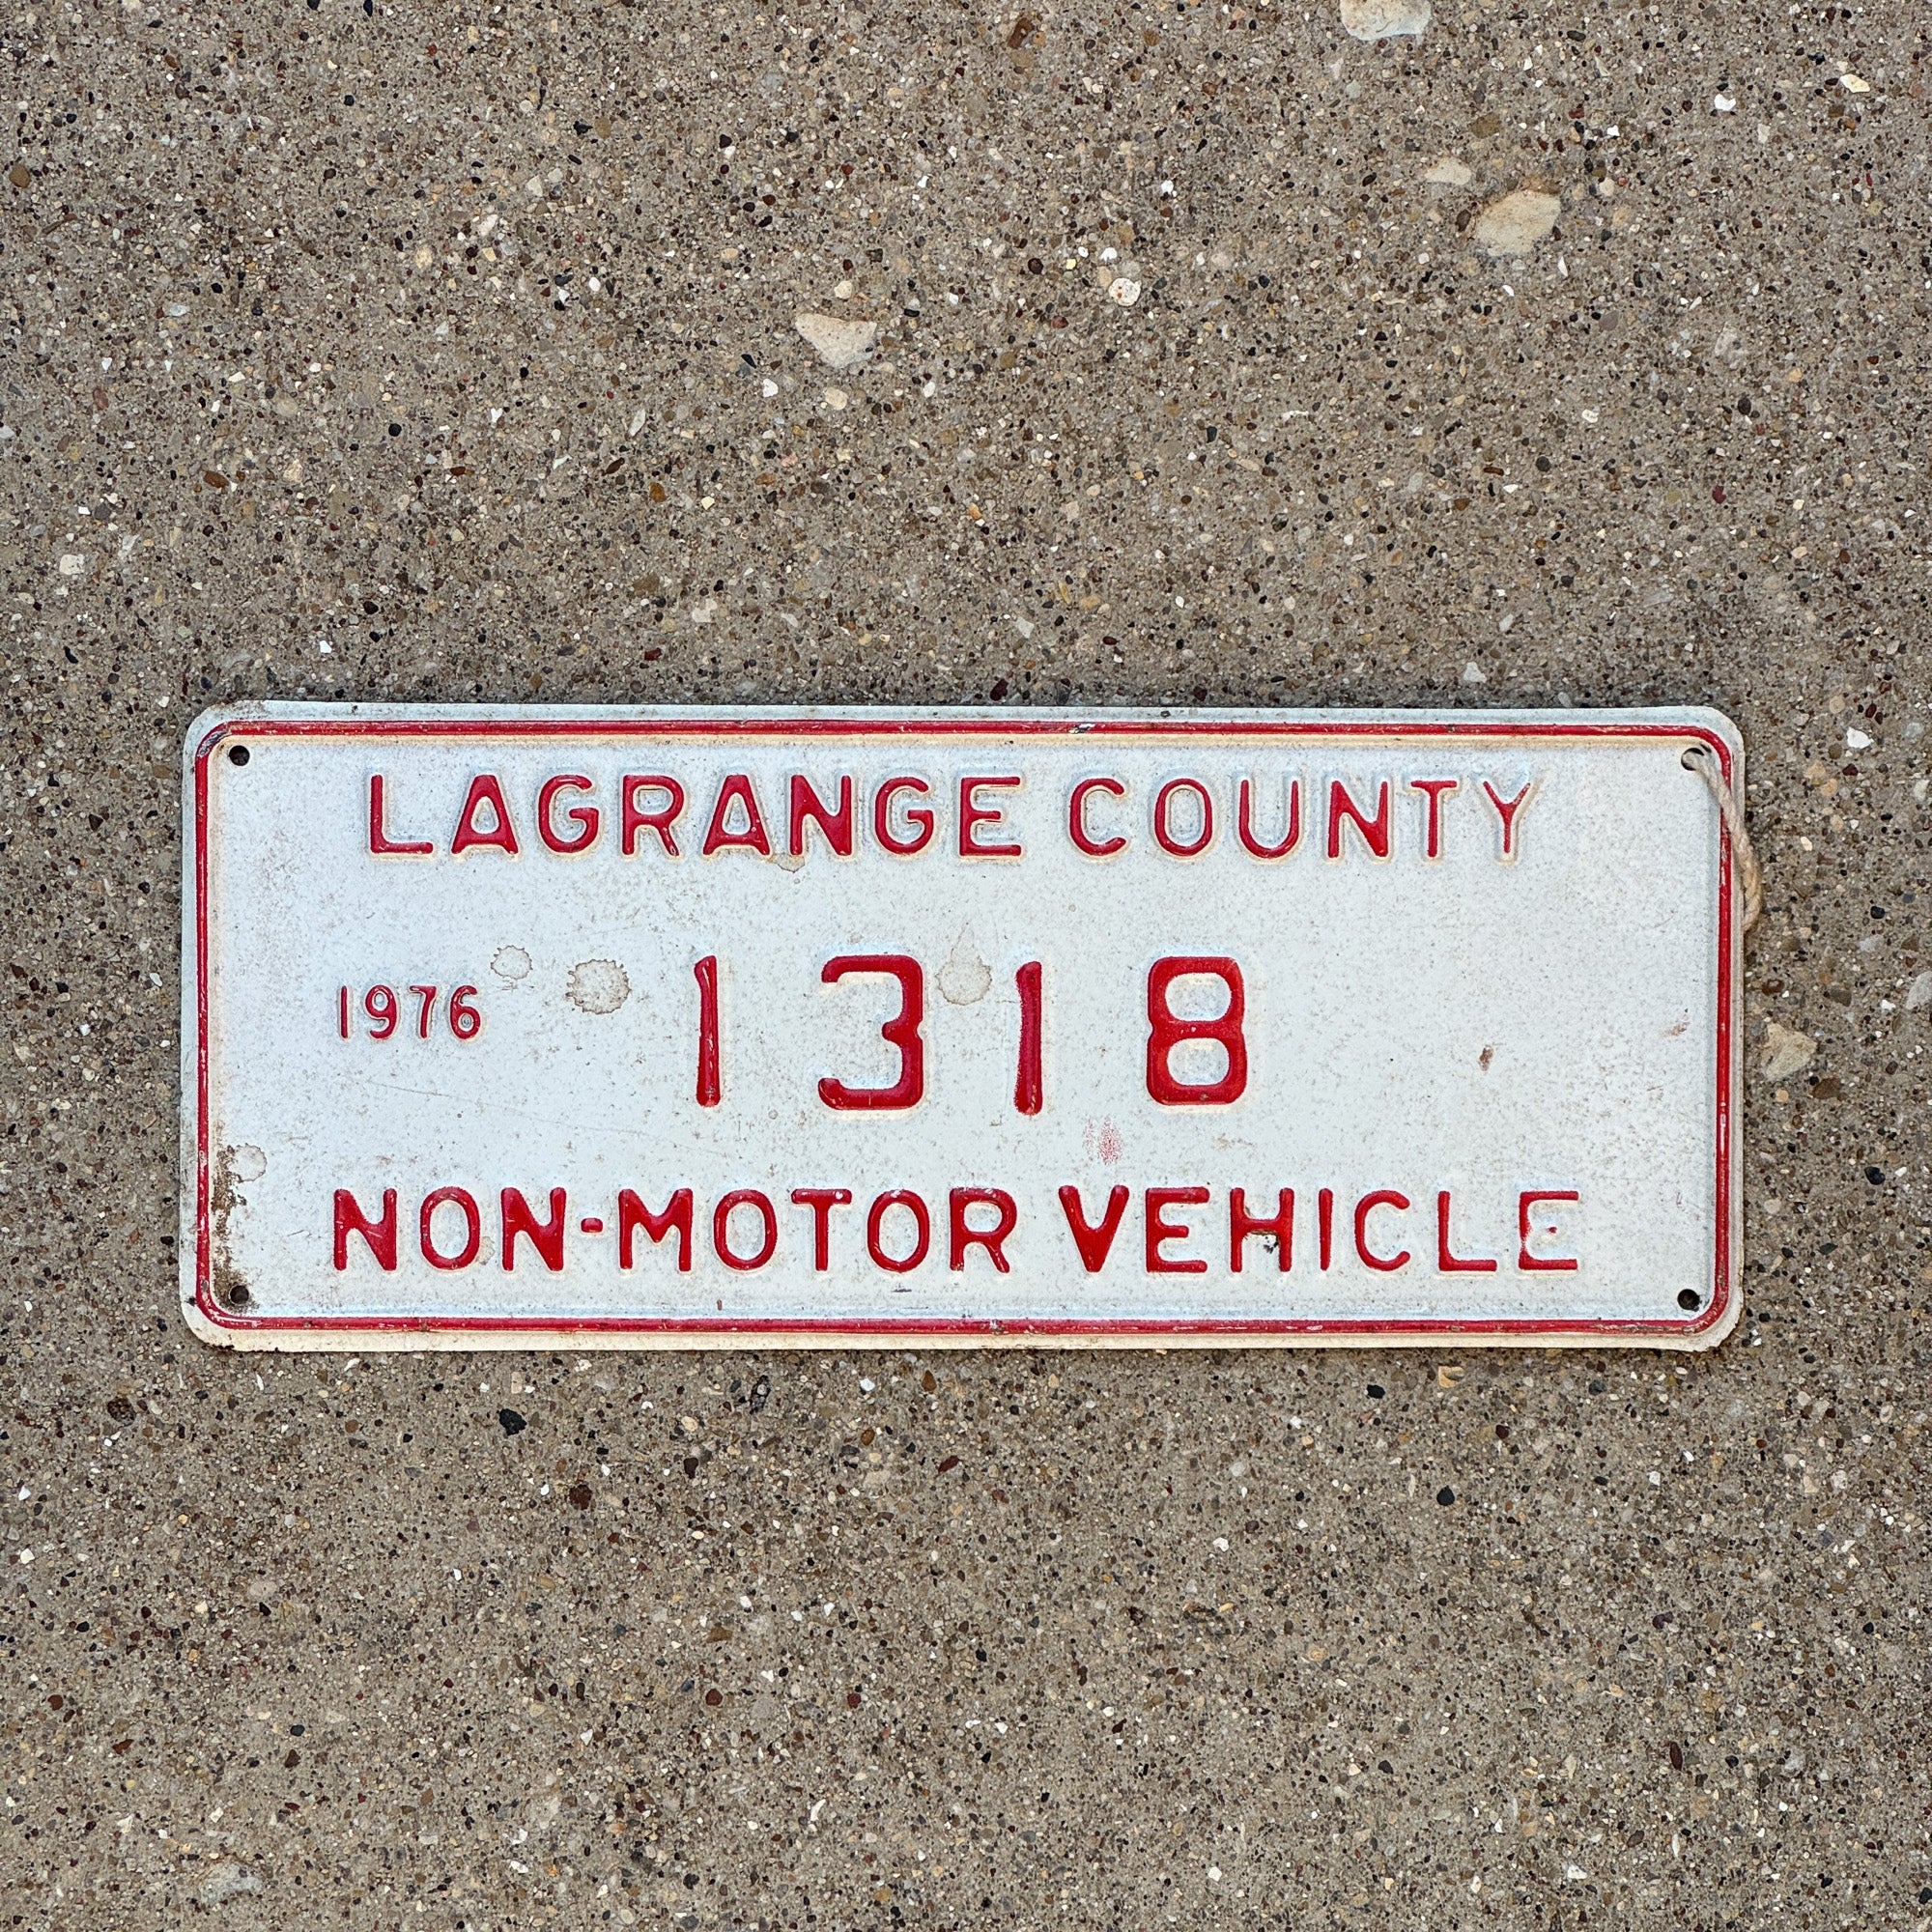 LAGRANGE COUNTY
1976 1318
NON-MOTOR VEHICLE